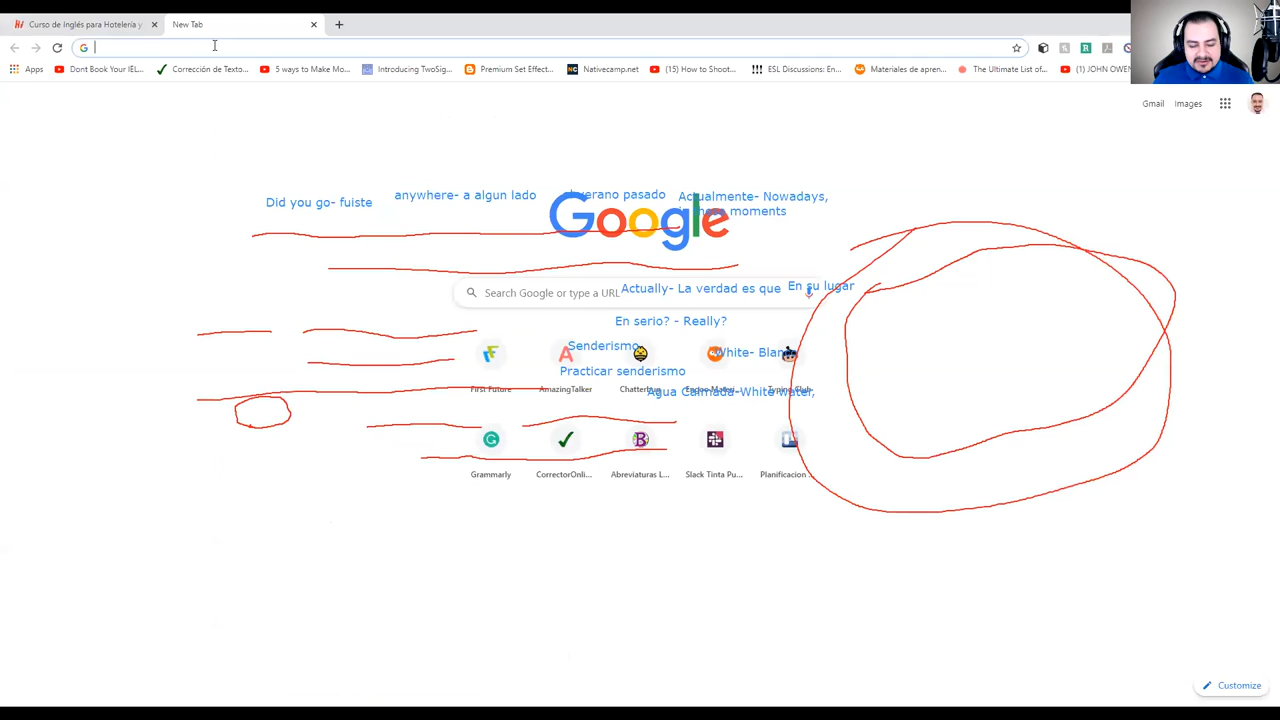 Curso de Inglés para Hotelería y
New Tab
G
Apps
Dont Book Your IEL...
Corrección de Texto...
5 ways to Make Mo...
Introducing TwoSig...
Premium Set Effect...
NC Nativecamp.net
(15) How to Shoot...
ESL Discussions: En...
Materiales de apren...
The Ultimate List of...
(1) JOHN OWEN
Gmail
Images
Did you go- fuiste
anywhere- a algun lado
verano pasado
Actualmente- Nowadays,
moments
Google
Search Google or type a URL
Actually- La verdad es que
En su lugar
En serio? - Really?
Senderismo
White- Blan
Practicar senderismo
First Future
AmazingTalker
Typing Club
Agua Calmada-White water,
Grammarly
CorrectorOnli...
Abreviaturas L...
Slack Tinta Pu...
Planificacion ...
Customize